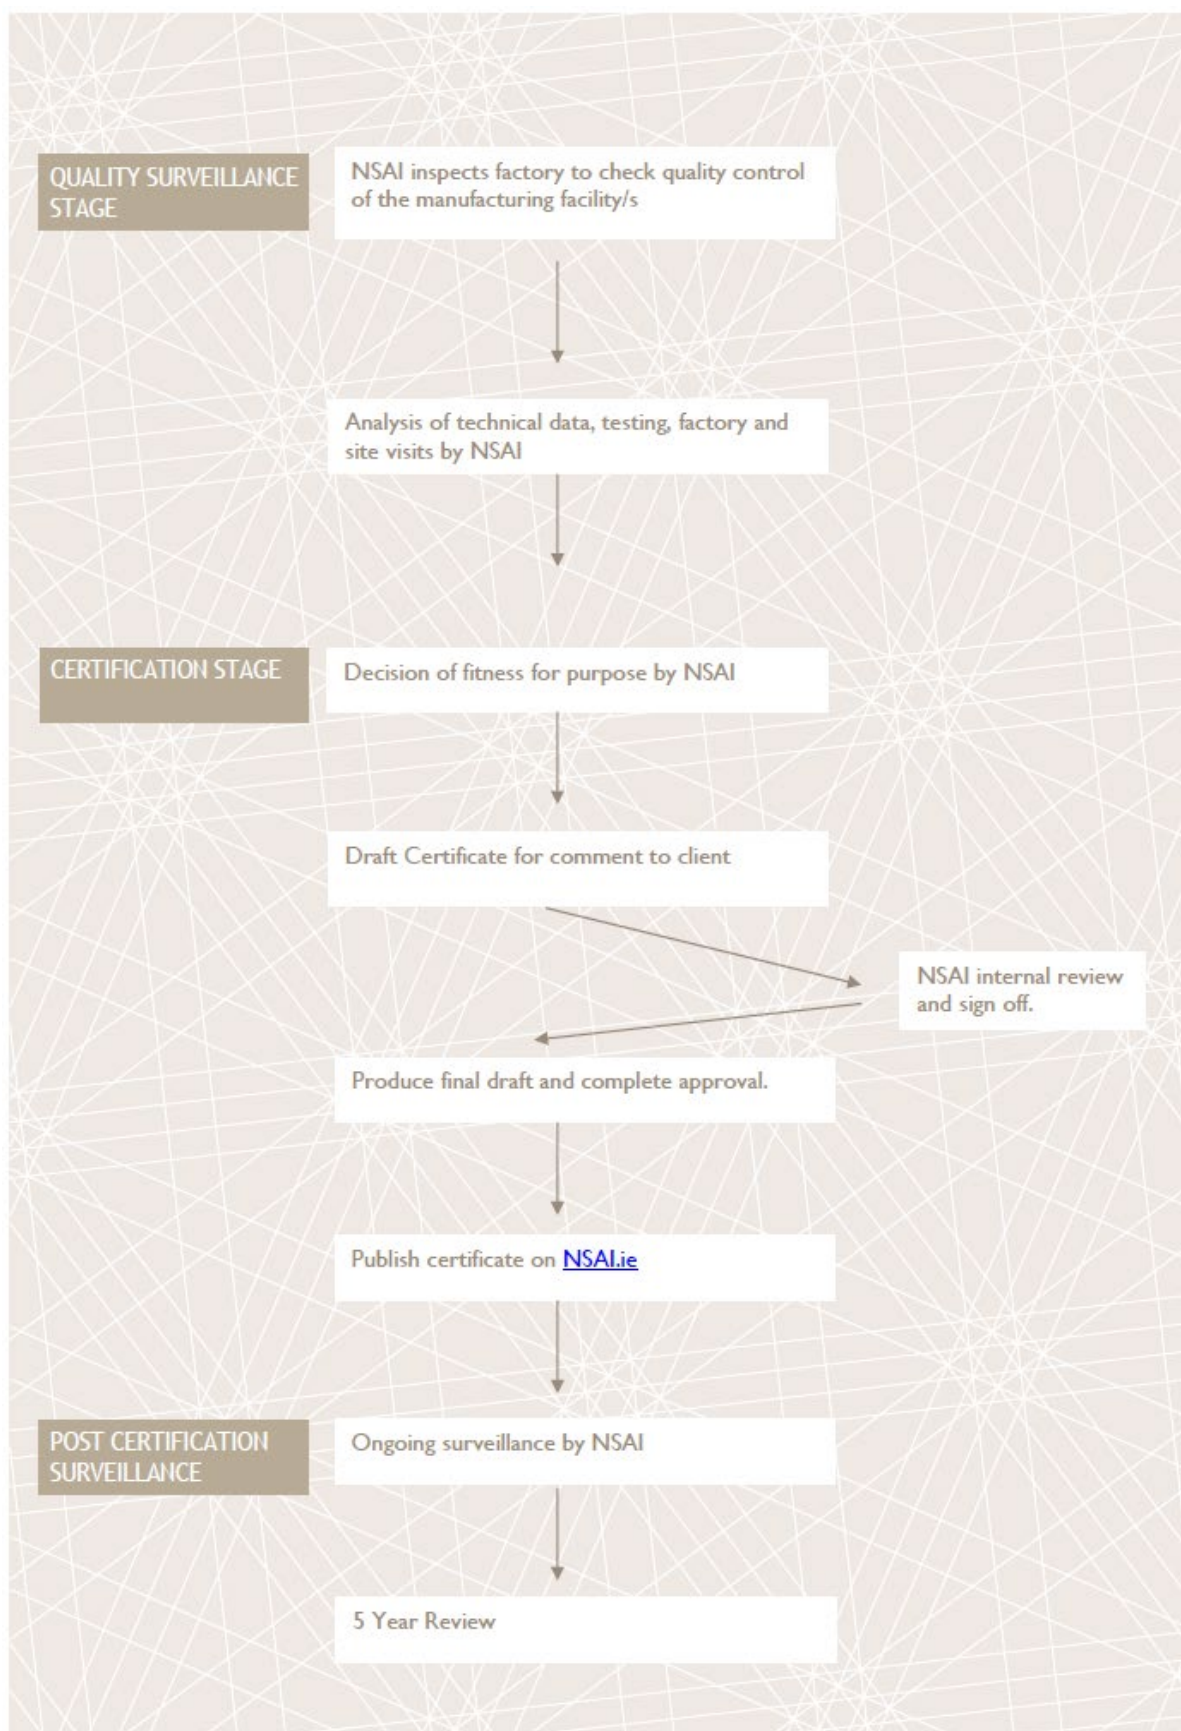 QUALITY SURVEILLANCE
STAGE
NSAI inspects factory to check quality control
of the manufacturing facility/s
Analysis of technical data, testing, factory and
site visits by NSAI
CERTIFICATION STAGE
Decision of fitness for purpose by NSAI
Draft Certificate for comment to client
NSAI internal review
and sign off.
Produce final draft and complete approval.
Publish certificate on NSAI.ie
POST CERTIFICATION
SURVEILLANCE
Ongoing surveillance by NSAI
5 Year Review